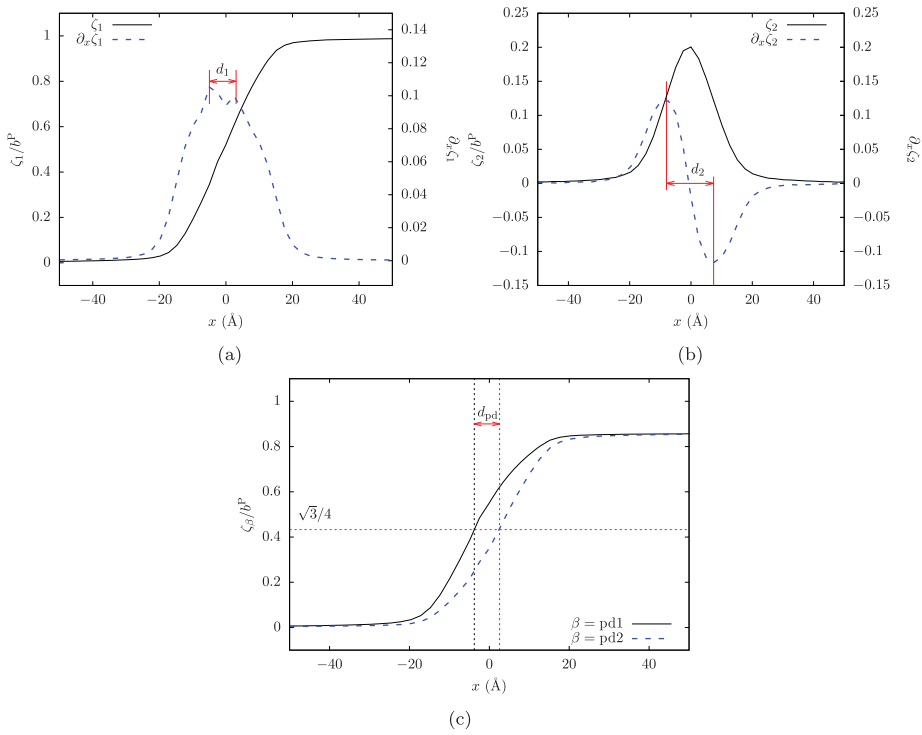 ζ₁
∂ₓζ₁
d₁
1
0.8
0.6
0.4
0.2
0
0.14
0.12
0.1
0.08
0.06
0.04
0.02
0
ζ₁/bᴾ
∂ₓζ₁
−40 −20 0 20 40
x (Å)
(a)
ζ₂
∂ₓζ₂
d₂
0.25
0.2
0.15
0.1
0.05
0
−0.05
−0.1
−0.15
0.25
0.2
0.15
0.1
0.05
0
−0.05
−0.1
−0.15
ζ₂/bᴾ
∂ₓζ₂
−40 −20 0 20 40
x (Å)
(b)
1
0.8
0.6
0.4
0.2
0
ζᵦ/bᴾ
d_pd
√3/4
β = pd1
β = pd2
−40 −20 0 20 40
x (Å)
(c)